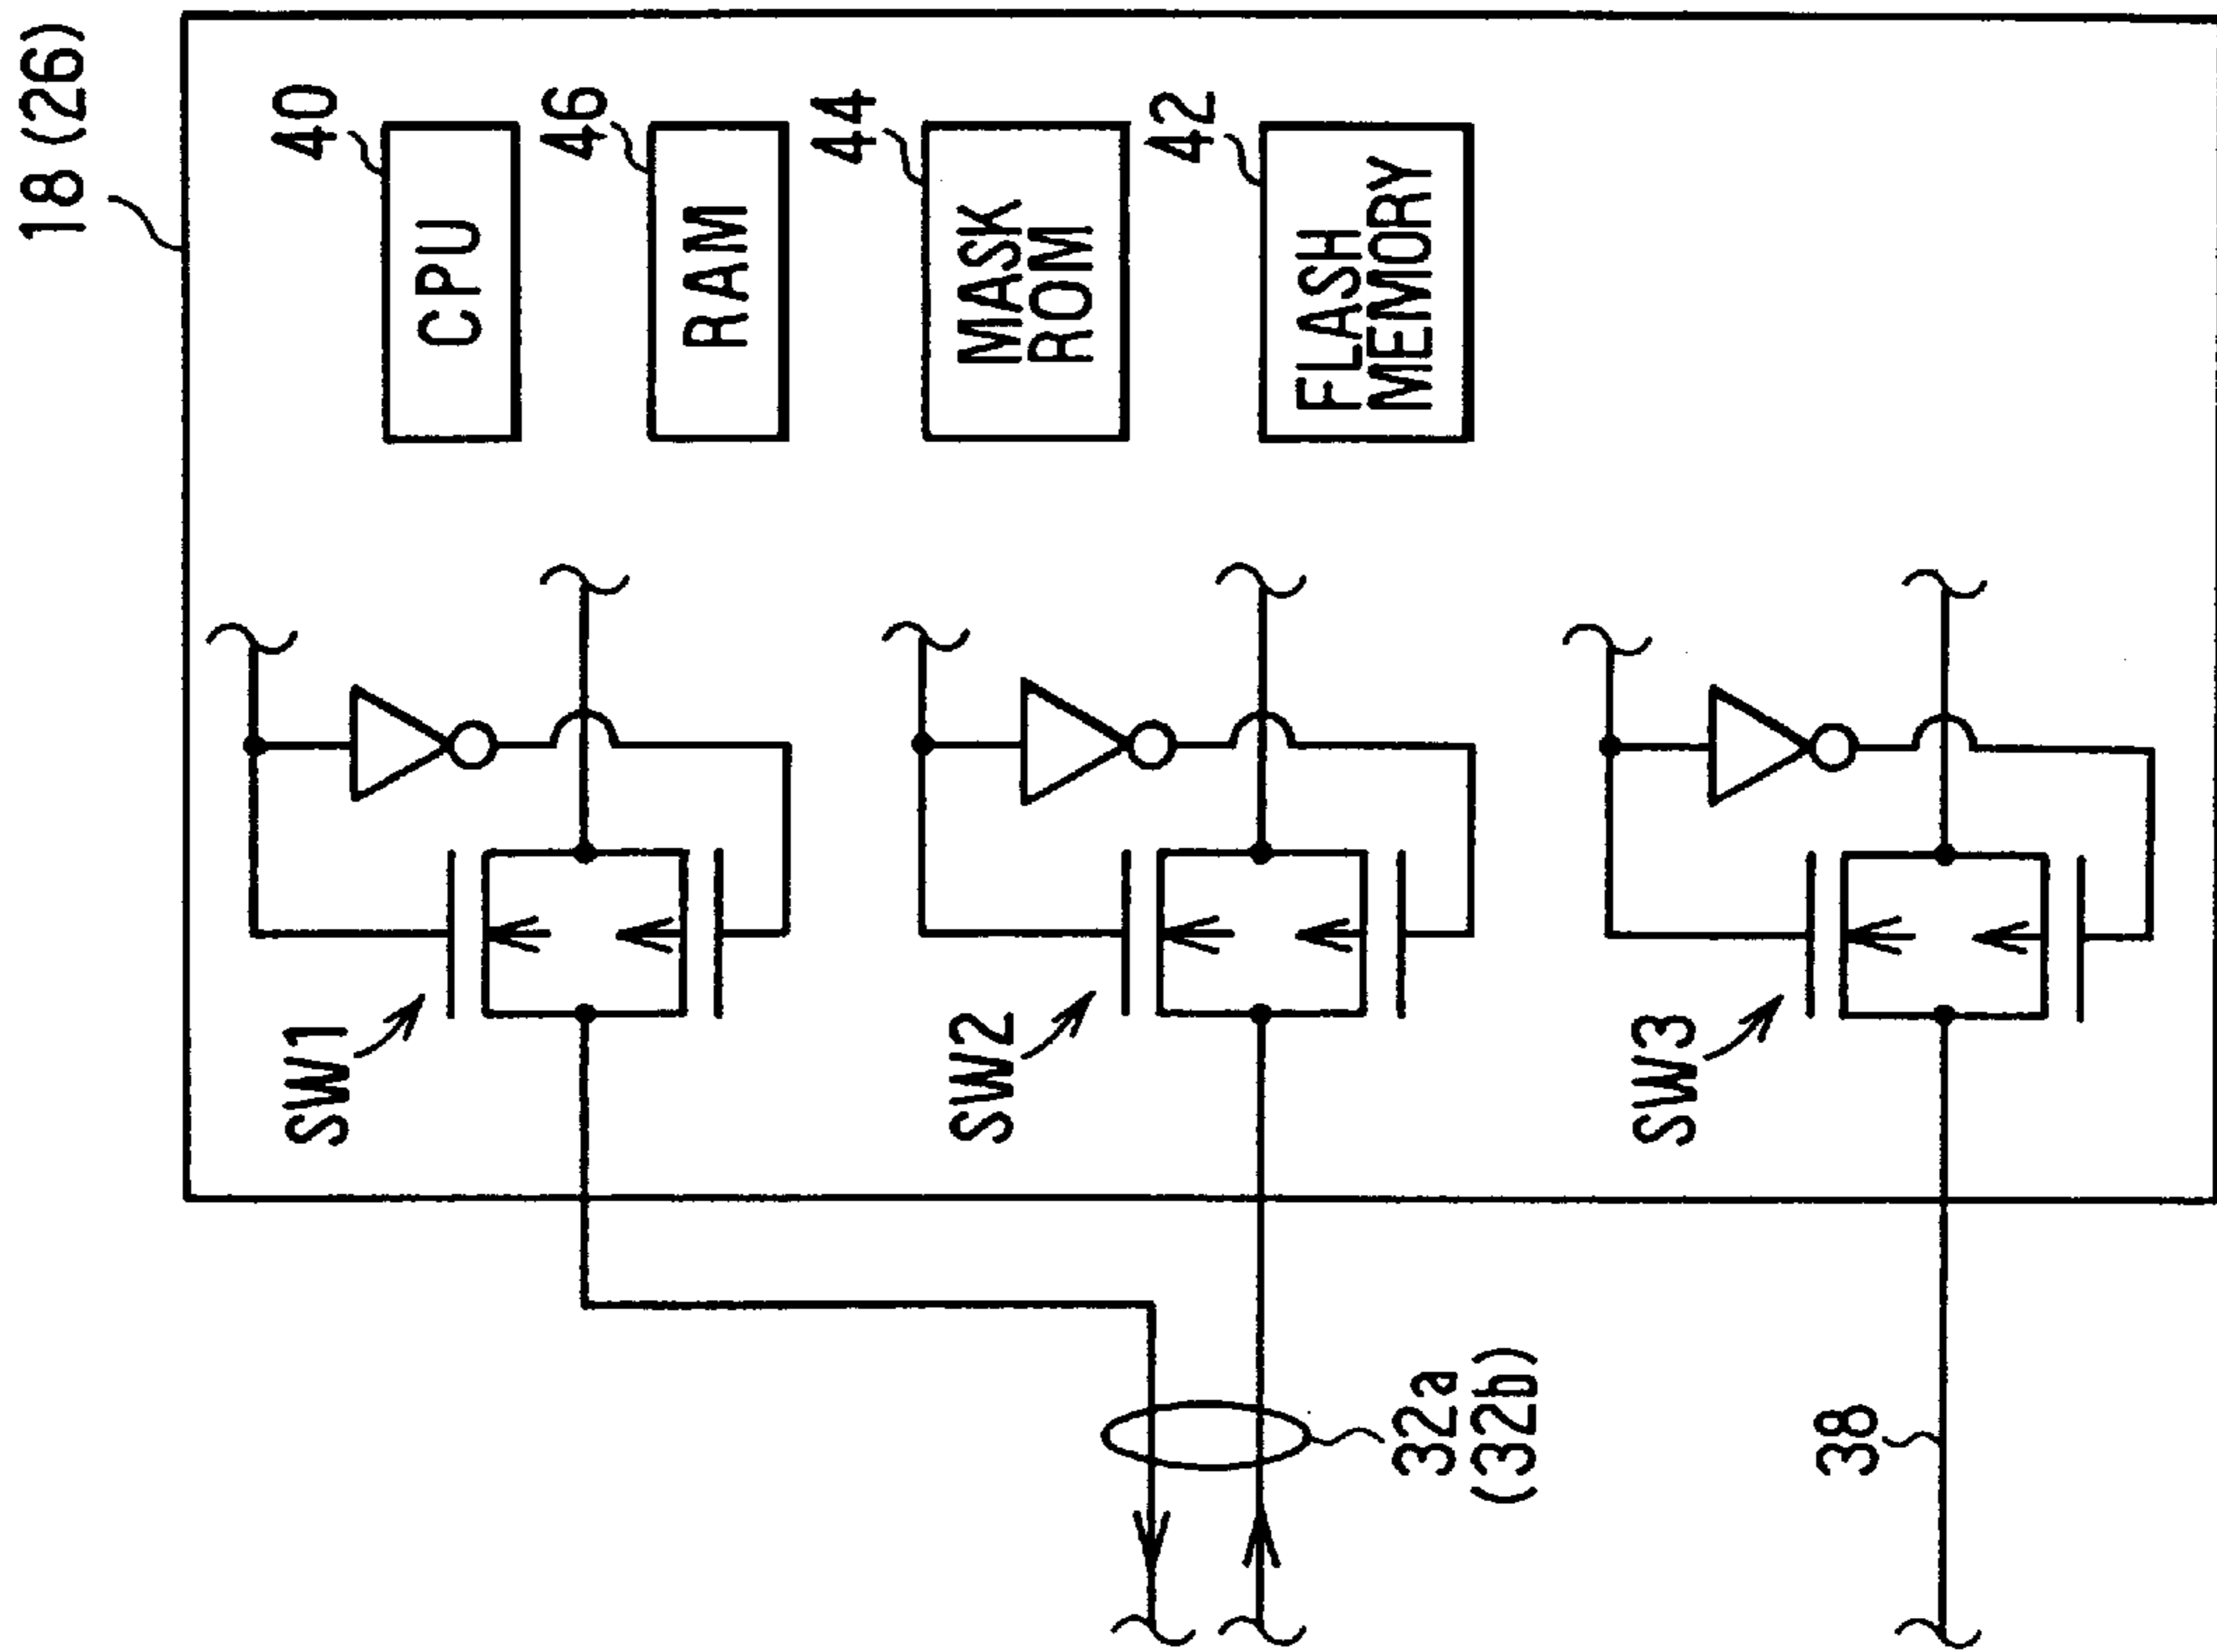 18 (26)
40
CPU
46
RAM
44
MASK
ROM
42
FLASH
MEMORY
SW1
SW2
SW3
32a
(32b)
38